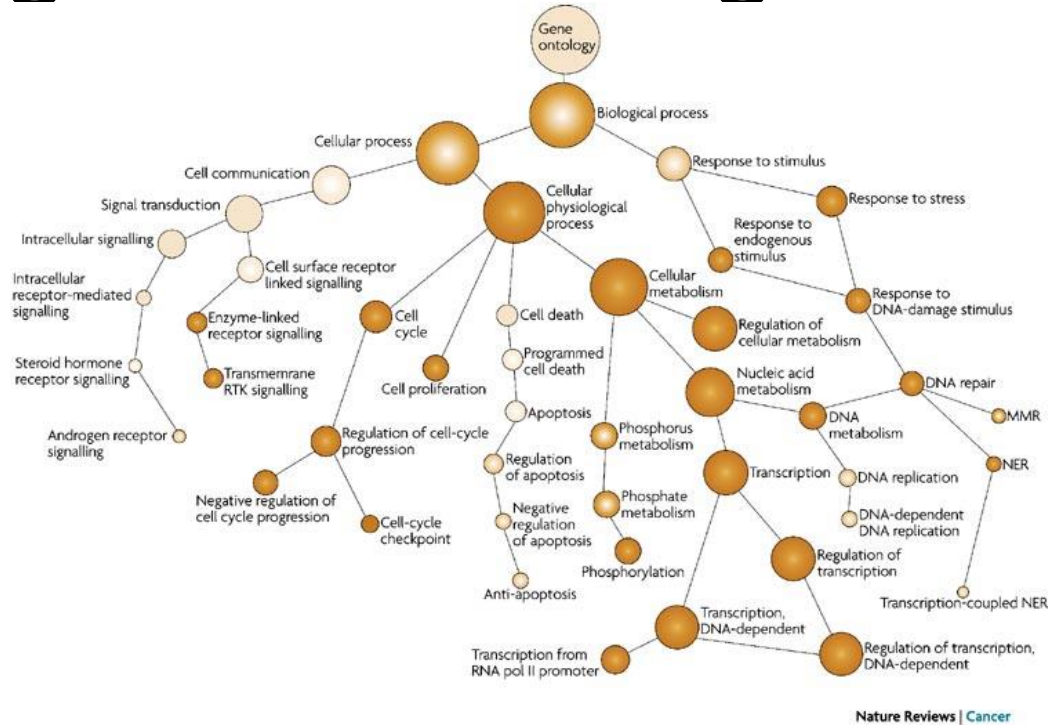 Gene
ontology
Biological process
Cellular process
Response to stimulus
Cell communication
Cellular
physiological
process
Response to stress
Signal transduction
Response to
endogenous
stimulus
Intracellular signalling
Cell surface receptor
linked signalling
Cellular
metabolism
Intracellular
receptor-mediated
signalling
Response to
DNA-damage stimulus
Enzyme-linked
receptor signalling
Cell
cycle
Cell death
Regulation of
cellular metabolism
Steroid hormone
receptor signalling
Transmemrane
RTK signalling
Cell proliferation
Programmed
cell death
Nucleic acid
metabolism
DNA repair
Apoptosis
DNA
metabolism
MMR
Androgen receptor
signalling
Regulation of cell-cycle
progression
Phosphorus
metabolism
Regulation
of apoptosis
Transcription
NER
DNA replication
Negative regulation of
cell cycle progression
Phosphate
metabolism
Cell-cycle
checkpoint
Negative
regulation
of apoptosis
DNA-dependent
DNA replication
Phosphorylation
Regulation of
transcription
Anti-apoptosis
Transcription-coupled NER
Transcription,
DNA-dependent
Transcription from
RNA pol II promoter
Regulation of transcription,
DNA-dependent
Nature Reviews | Cancer